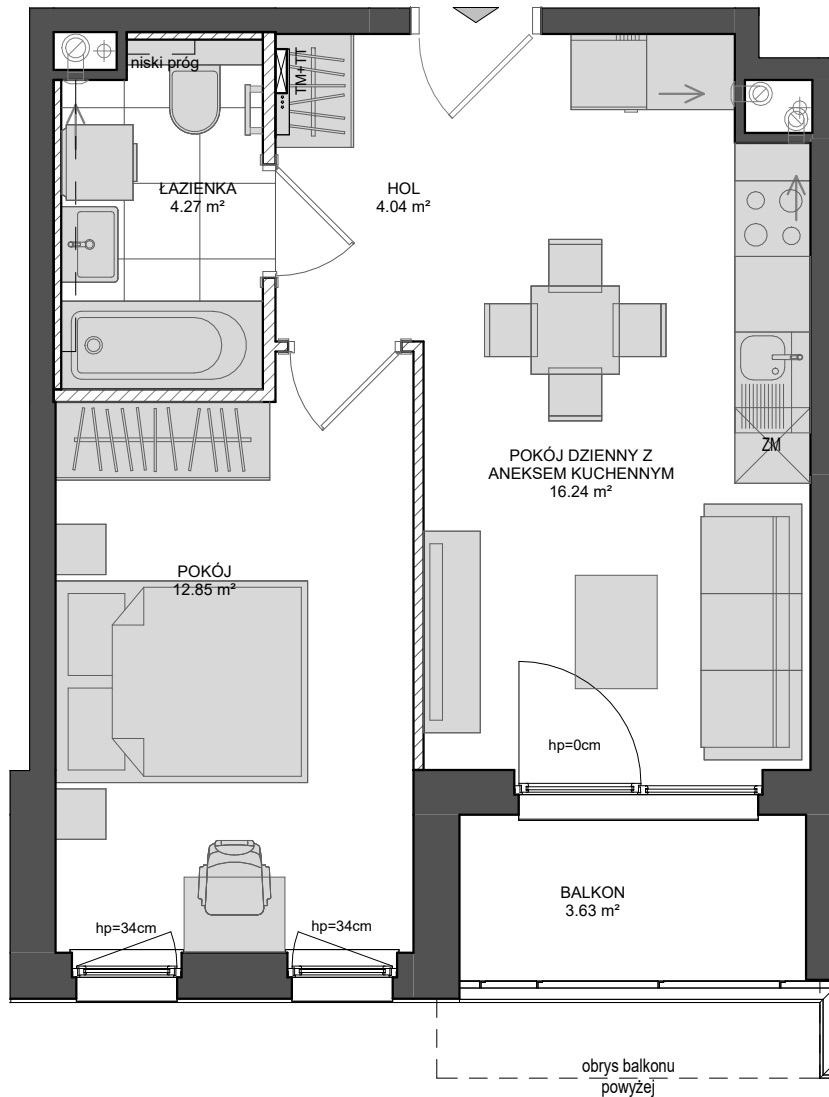 niski próg
TM+TT
ŁAZIENKA
4.27 m²
HOL
4.04 m²
POKÓJ DZIENNY Z
ANEKSEM KUCHENNYM
16.24 m²
ZM
POKÓJ
12.85 m²
hp=0cm
BALKON
3.63 m²
hp=34cm
hp=34cm
obrys balkonu
powyżej